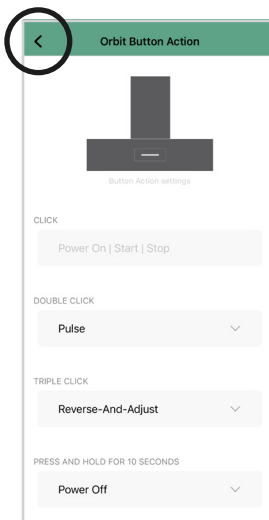 Orbit Button Action
Button Action settings
CLICK
Power On | Start | Stop
DOUBLE CLICK
Pulse
TRIPLE CLICK
Reverse-And-Adjust
PRESS AND HOLD FOR 10 SECONDS
Power Off